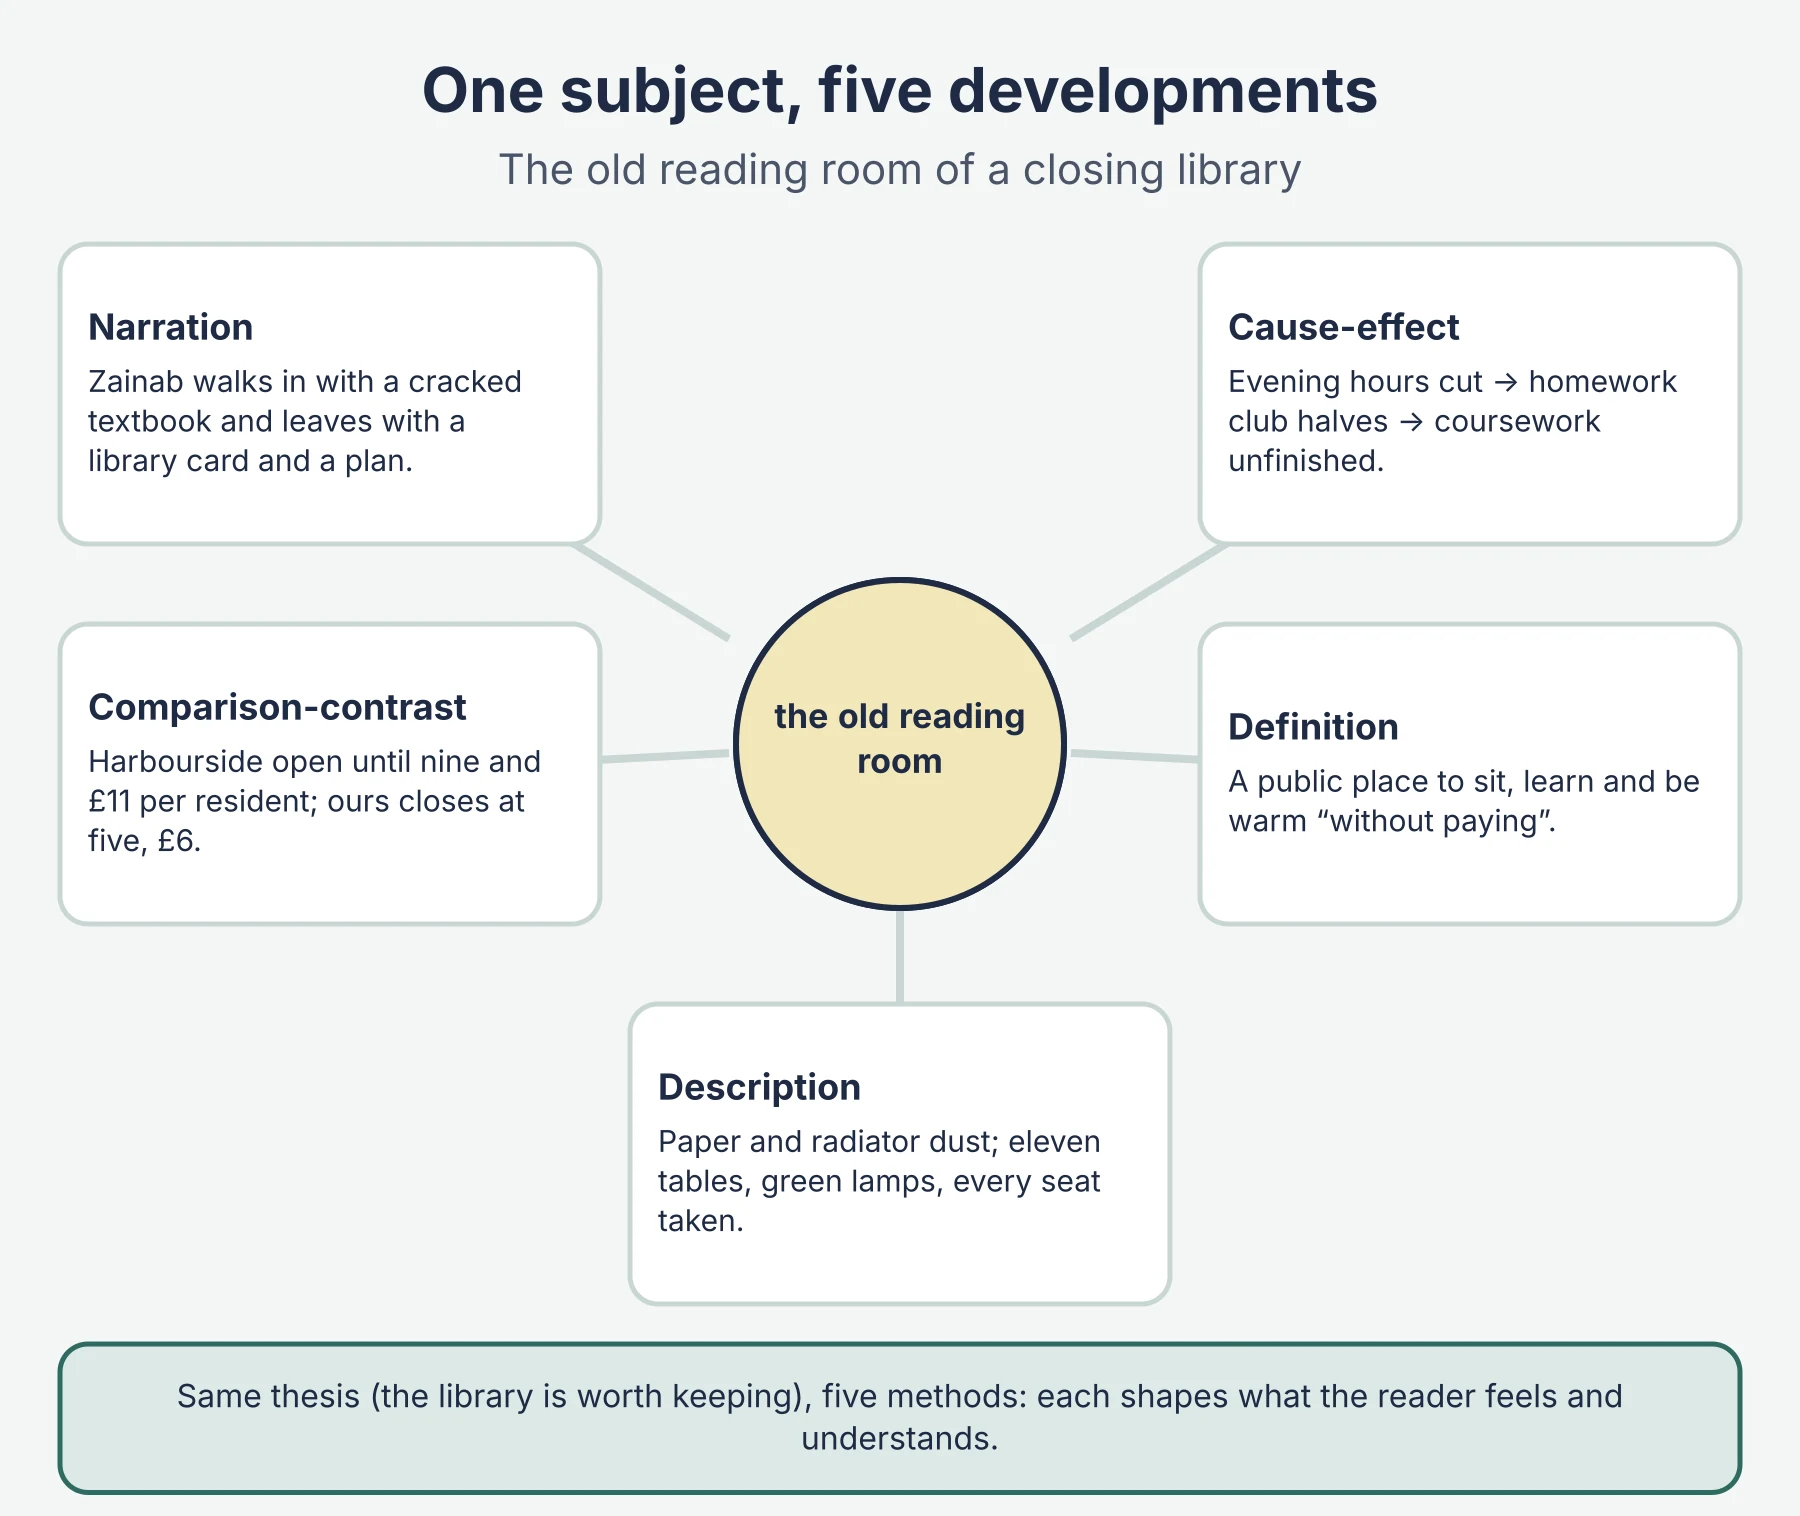 One subject, five developments
The old reading room of a closing library
Narration
Zainab walks in with a cracked
textbook and leaves with a
library card and a plan.
Cause-effect
Evening hours cut → homework
club halves → coursework
unfinished.
Comparison-contrast
Harbourside open until nine and
£11 per resident; ours closes at
five, £6.
the old reading
room
Definition
A public place to sit, learn and be
warm “without paying”.
Description
Paper and radiator dust; eleven
tables, green lamps, every seat
taken.
Same thesis (the library is worth keeping), five methods: each shapes what the reader feels and
understands.